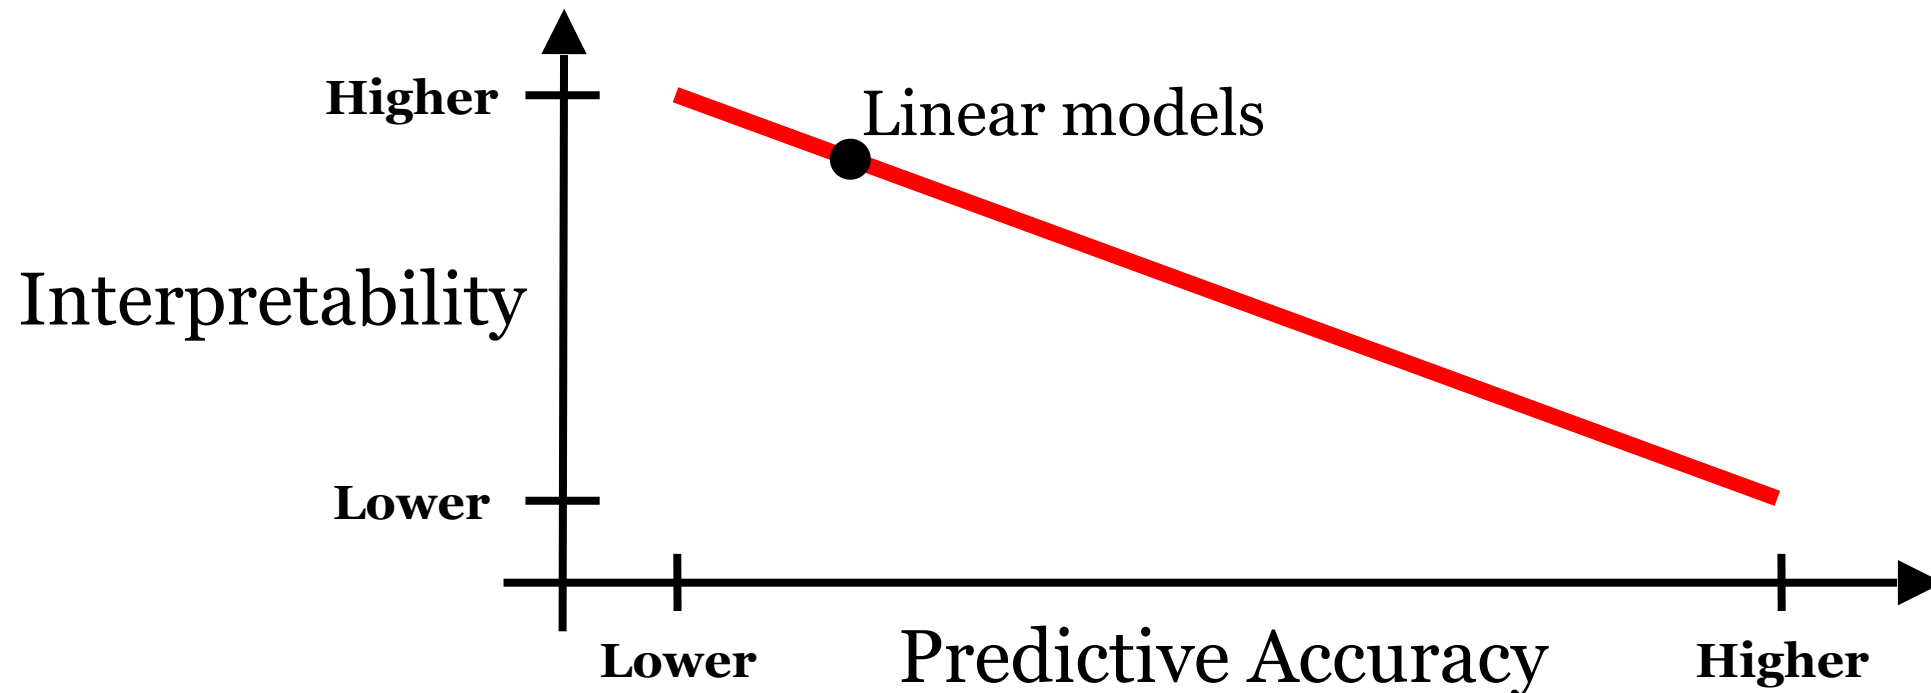 Higher
Linear models
Interpretability
Lower
Lower
Predictive Accuracy
Higher